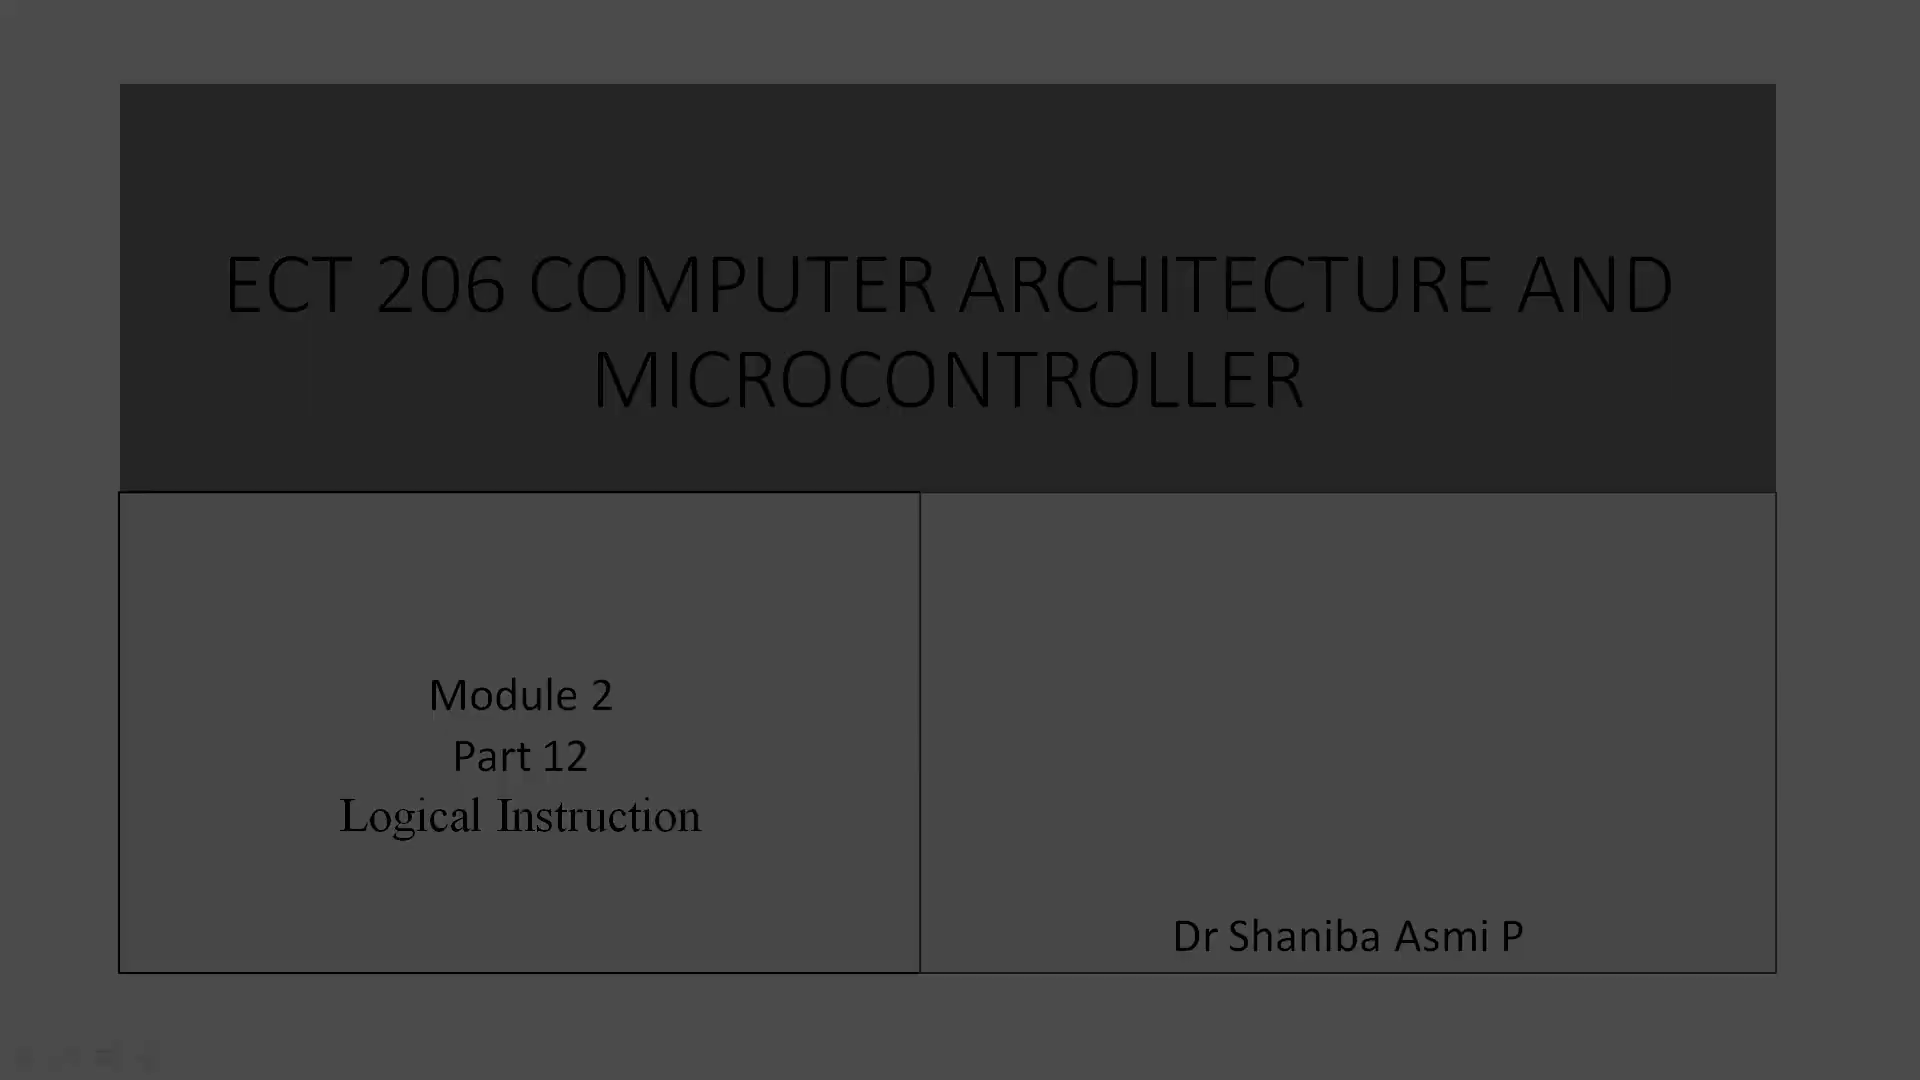 ECT 206 COMPUTER ARCHITECTURE AND
MICROCONTROLLER
Module 2
Part 12
Logical Instruction
Dr Shaniba Asmi P